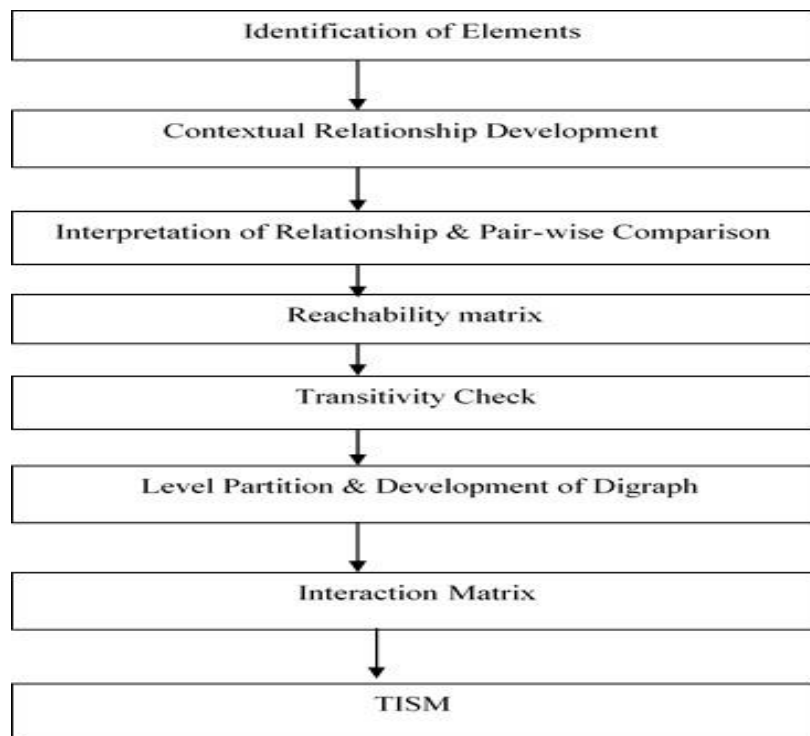 Identification of Elements
Contextual Relationship Development
Interpretation of Relationship & Pair-wise Comparison
Reachability matrix
Transitivity Check
Level Partition & Development of Digraph
Interaction Matrix
TISM